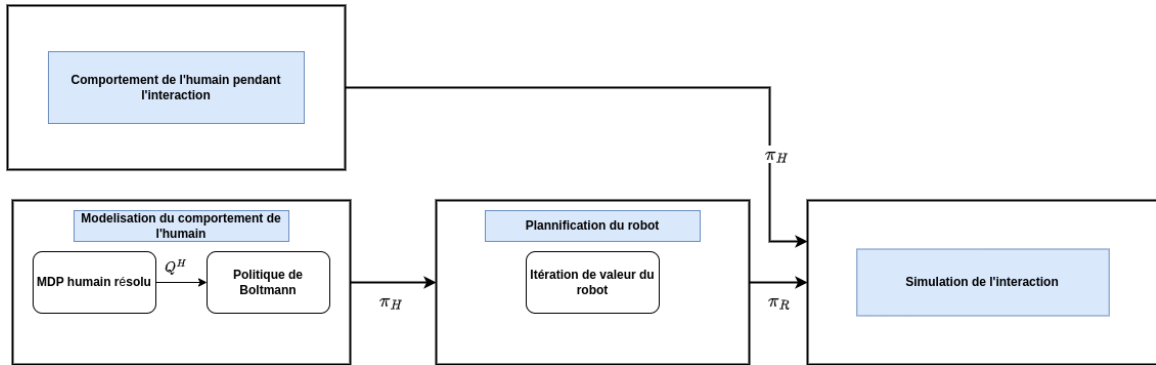 Comportement de l'humain pendant
l'interaction
π_H
Modelisation du comportement de
l'humain
MDP humain résolu
Q^H
Politique de
Boltmann
π_H
Plannification du robot
Itération de valeur du
robot
π_R
Simulation de l'interaction